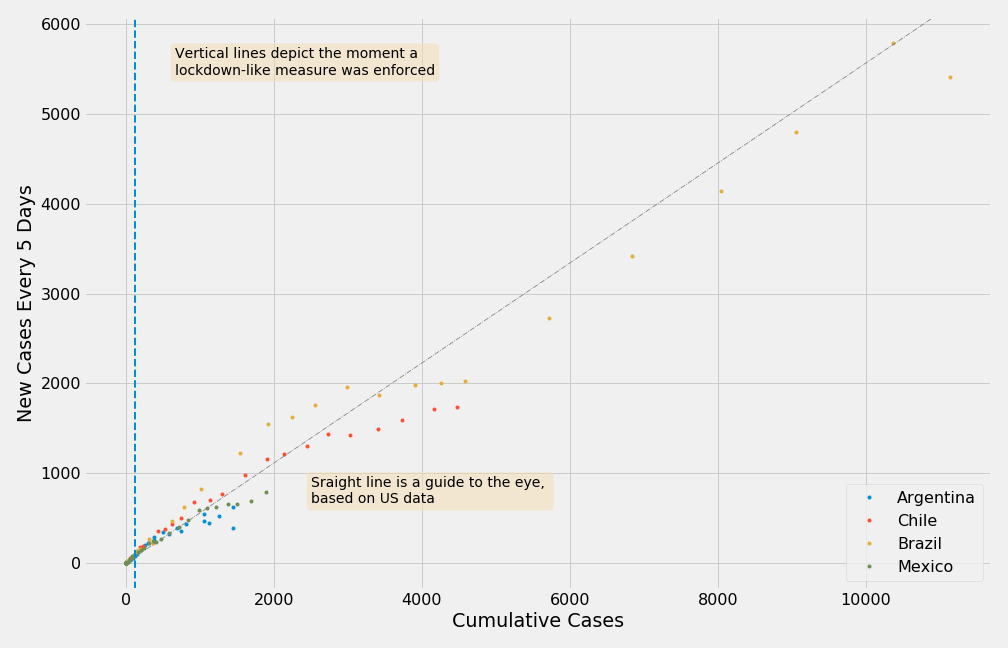 6000
5000
4000
3000
2000
1000
0
New Cases Every 5 Days
Vertical lines depict the moment a
lockdown-like measure was enforced
Sraight line is a guide to the eye,
based on US data
Argentina
Chile
Brazil
Mexico
0 2000 4000 6000 8000 10000
Cumulative Cases